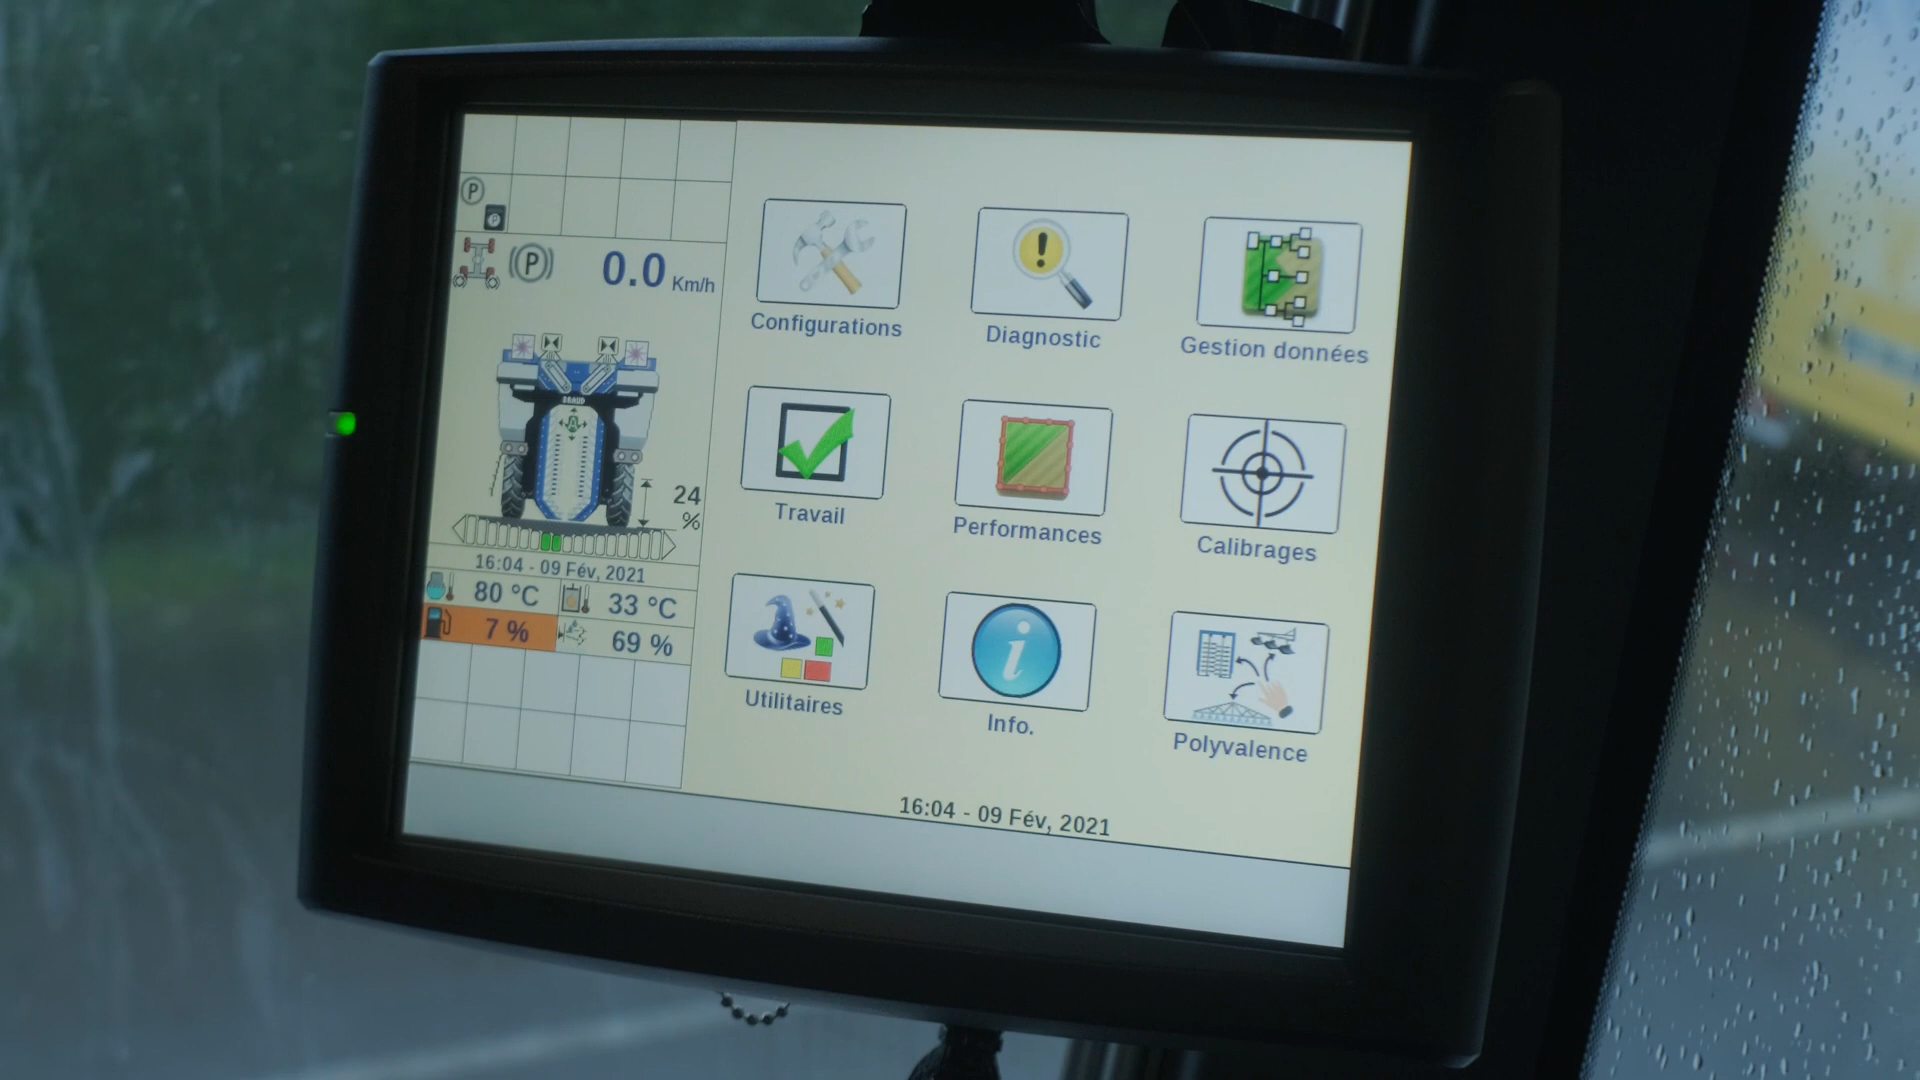 P
P
P
0.0 Km/h
BRAUD
24
%
16:04 - 09 Fév, 2021
80 °C
33 °C
7 %
69 %
Configurations
Diagnostic
Gestion données
Travail
Performances
Calibrages
Utilitaires
Info.
Polyvalence
16:04 - 09 Fév, 2021